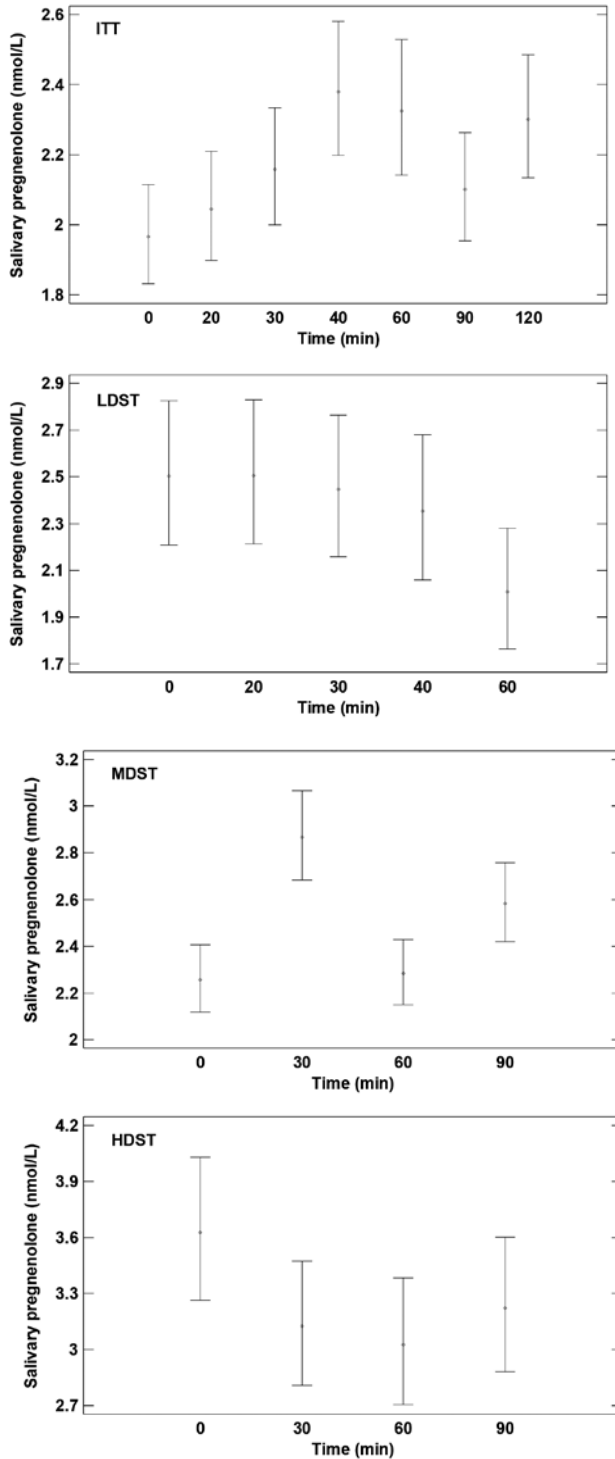 ITT
Salivary pregnenolone (nmol/L)
2.6
2.4
2.2
2
1.8
0 20 30 40 60 90 120
Time (min)
LDST
Salivary pregnenolone (nmol/L)
2.9
2.7
2.5
2.3
2.1
1.9
1.7
0 20 30 40 60
Time (min)
MDST
Salivary pregnenolone (nmol/L)
3.2
3
2.8
2.6
2.4
2.2
2
0 30 60 90
Time (min)
HDST
Salivary pregnenolone (nmol/L)
4.2
3.9
3.6
3.3
3
2.7
0 30 60 90
Time (min)